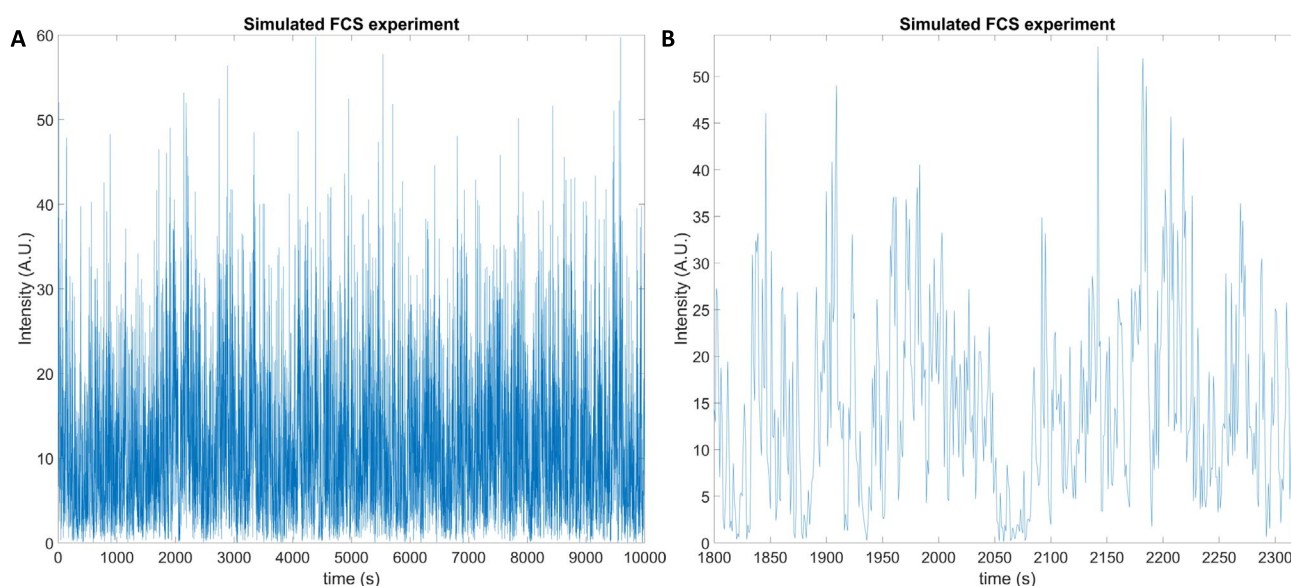 A
Simulated FCS experiment
Intensity (A.U.)
60
50
40
30
20
10
0
0 1000 2000 3000 4000 5000 6000 7000 8000 9000 10000
time (s)
B
Simulated FCS experiment
Intensity (A.U.)
50
45
40
35
30
25
20
15
10
5
0
1800 1850 1900 1950 2000 2050 2100 2150 2200 2250 2300
time (s)